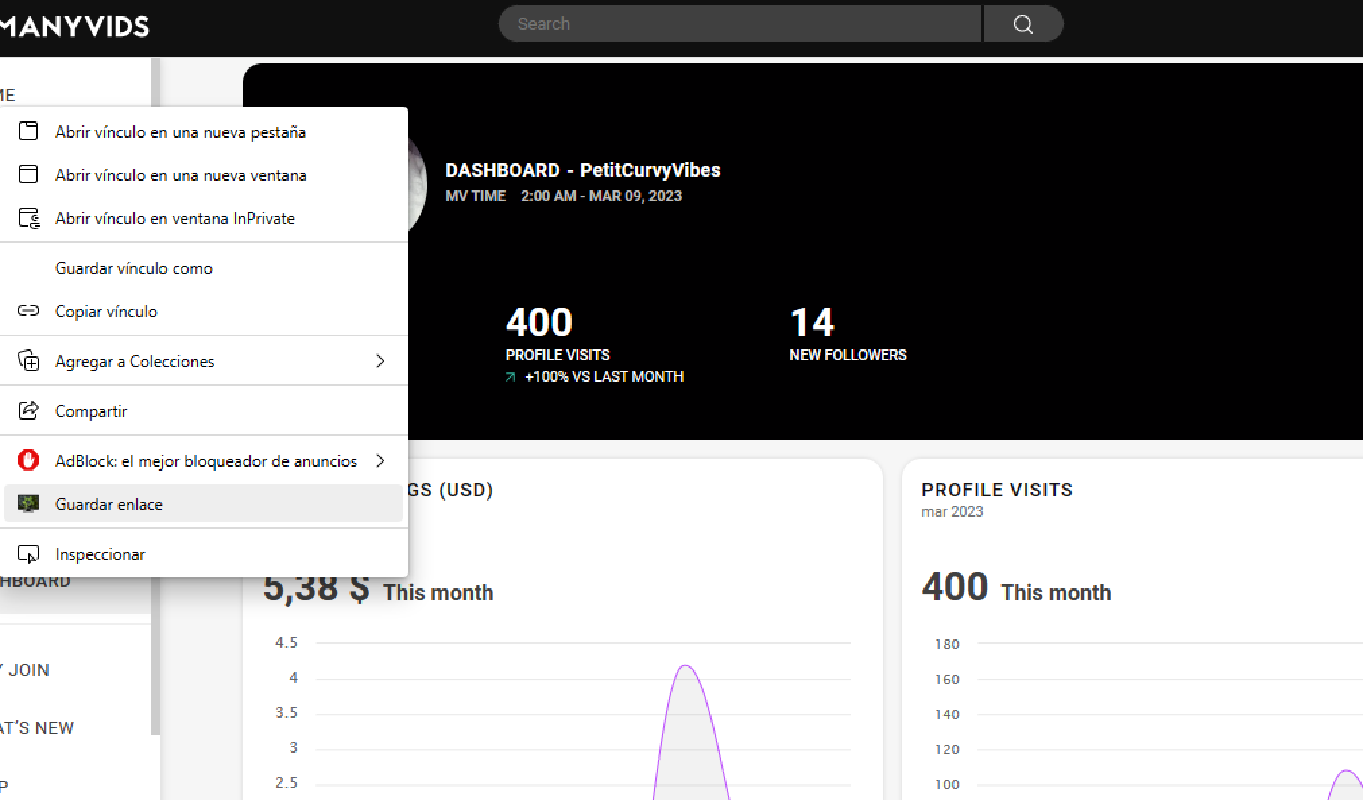 MANYVIDS
Search
ME
Abrir vínculo en una nueva pestaña
Abrir vínculo en una nueva ventana
Abrir vínculo en ventana InPrivate
Guardar vínculo como
Copiar vínculo
Agregar a Colecciones
Compartir
AdBlock: el mejor bloqueador de anuncios
Guardar enlace
Inspeccionar
HBOARD
Y JOIN
AT'S NEW
P
DASHBOARD - PetitCurvyVibes
MV TIME 2:00 AM - MAR 09, 2023
400
PROFILE VISITS
+100% VS LAST MONTH
14
NEW FOLLOWERS
GS (USD)
5,38 $ This month
4.5
4
3.5
3
2.5
PROFILE VISITS
mar 2023
400 This month
180
160
140
120
100